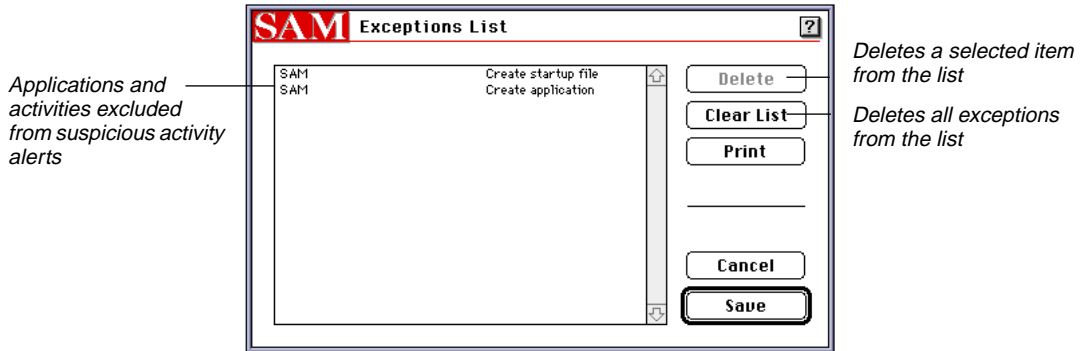 SAM Exceptions List ?
Applications and
activities excluded
from suspicious activity
alerts
SAM Create startup file
SAM Create application
Delete
Clear List
Print
Cancel
Save
Deletes a selected item
from the list
Deletes all exceptions
from the list